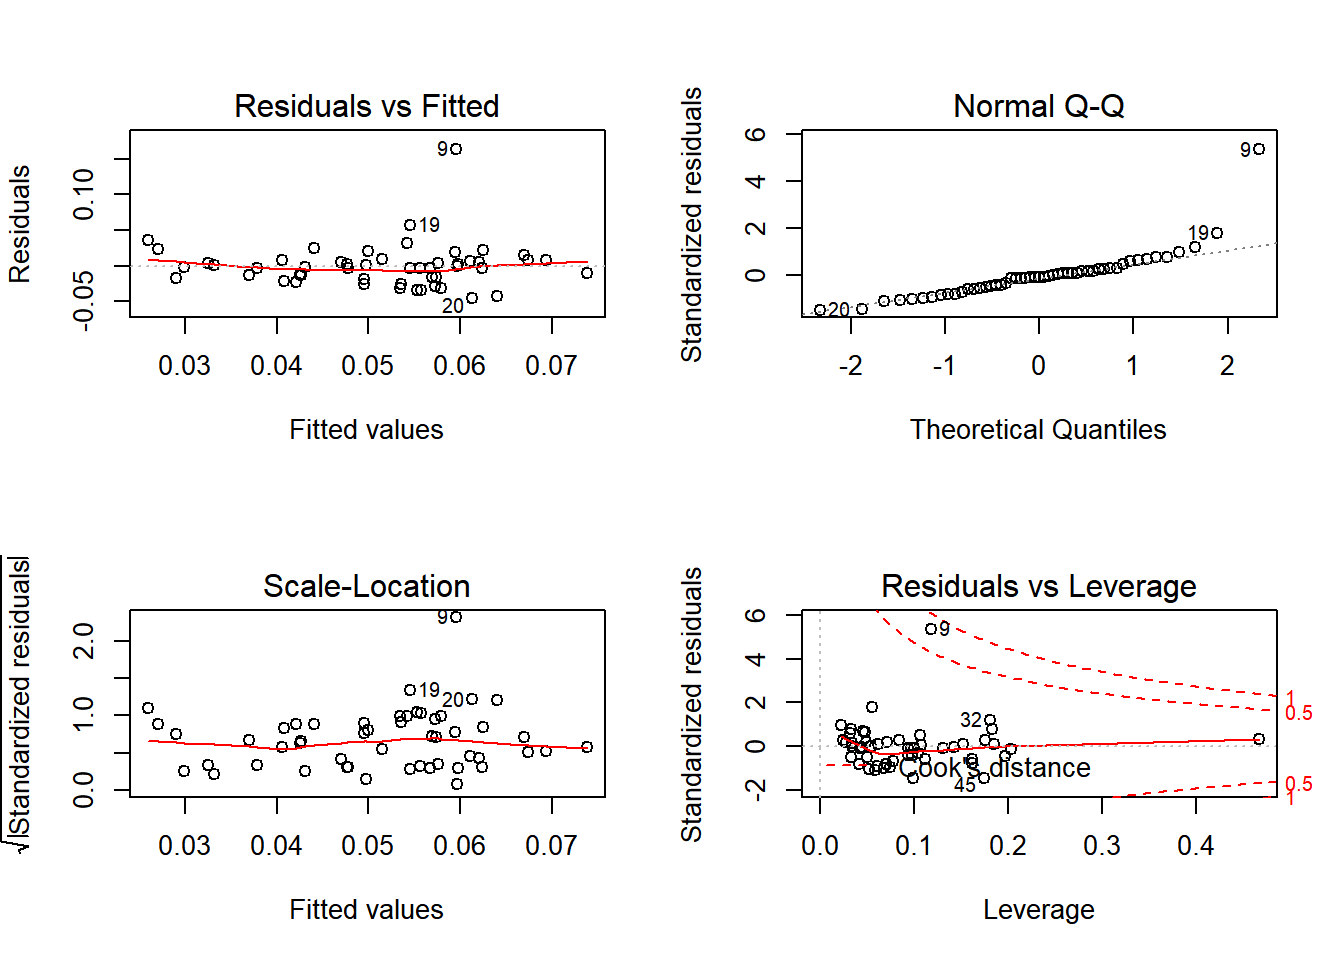 Residuals vs Fitted
Residuals
0.10
-0.05
9
19
20
0.03 0.04 0.05 0.06 0.07
Fitted values
Normal Q-Q
Standardized residuals
6
4
2
0
9
19
20
-2 -1 0 1 2
Theoretical Quantiles
Scale-Location
√|Standardized residuals|
2.0
1.0
0.0
9
19
20
0.03 0.04 0.05 0.06 0.07
Fitted values
Residuals vs Leverage
Standardized residuals
6
4
2
0
-2
9
32
45
Cook's distance
1
0.5
0.5
1
0.0 0.1 0.2 0.3 0.4
Leverage